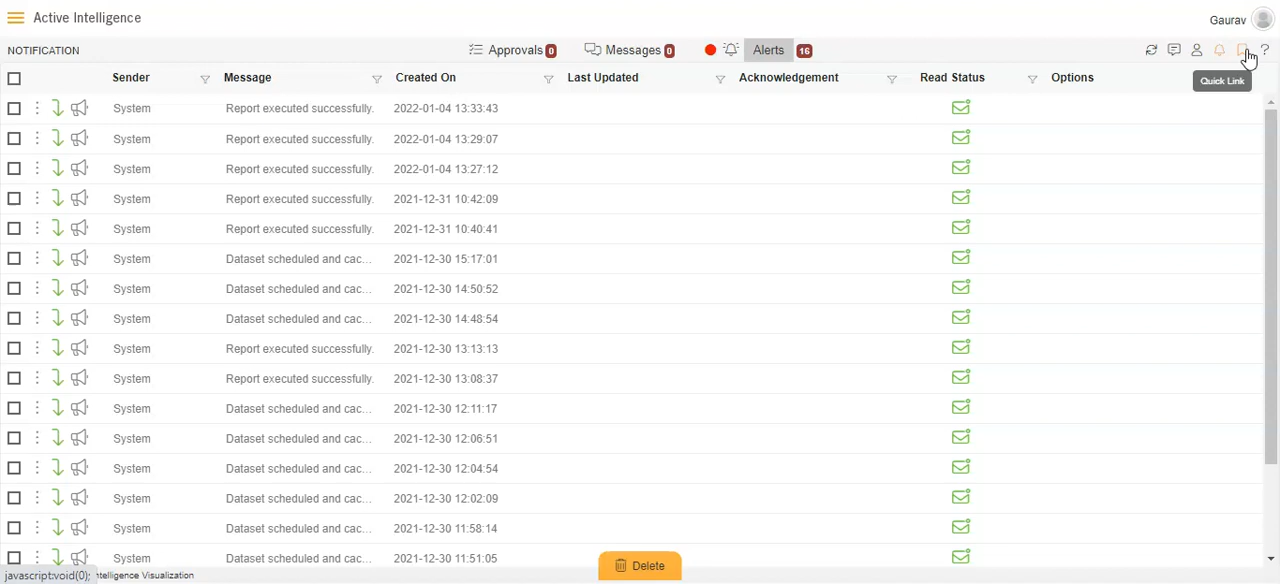 Active Intelligence
Gaurav
NOTIFICATION Approvals 0 Messages 0 Alerts 16 ?
Quick Link
Sender Message Created On Last Updated Acknowledgement Read Status Options
System Report executed successfully. 2022-01-04 13:33:43
System Report executed successfully. 2022-01-04 13:29:07
System Report executed successfully. 2022-01-04 13:27:12
System Report executed successfully. 2021-12-31 10:42:09
System Report executed successfully. 2021-12-31 10:40:41
System Dataset scheduled and cac... 2021-12-30 15:17:01
System Dataset scheduled and cac... 2021-12-30 14:50:52
System Dataset scheduled and cac... 2021-12-30 14:48:54
System Report executed successfully. 2021-12-30 13:13:13
System Report executed successfully. 2021-12-30 13:08:37
System Dataset scheduled and cac... 2021-12-30 12:11:17
System Dataset scheduled and cac... 2021-12-30 12:06:51
System Dataset scheduled and cac... 2021-12-30 12:04:54
System Dataset scheduled and cac... 2021-12-30 12:02:09
System Dataset scheduled and cac... 2021-12-30 11:58:14
System Dataset scheduled and cac... 2021-12-30 11:51:05
Delete
javascript:void(0); ntelligence Visualization